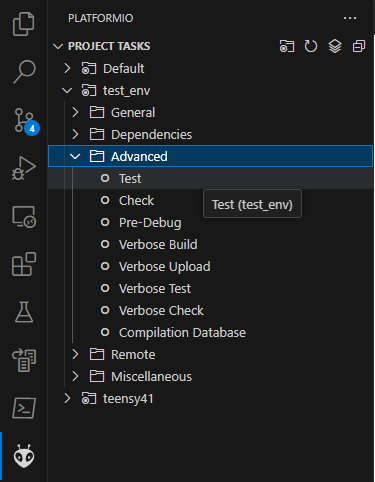 PLATFORMIO
PROJECT TASKS
Default
test_env
General
Dependencies
4
Advanced
Test
Check
Test (test_env)
Pre-Debug
Verbose Build
Verbose Upload
Verbose Test
Verbose Check
Compilation Database
Remote
Miscellaneous
teensy41